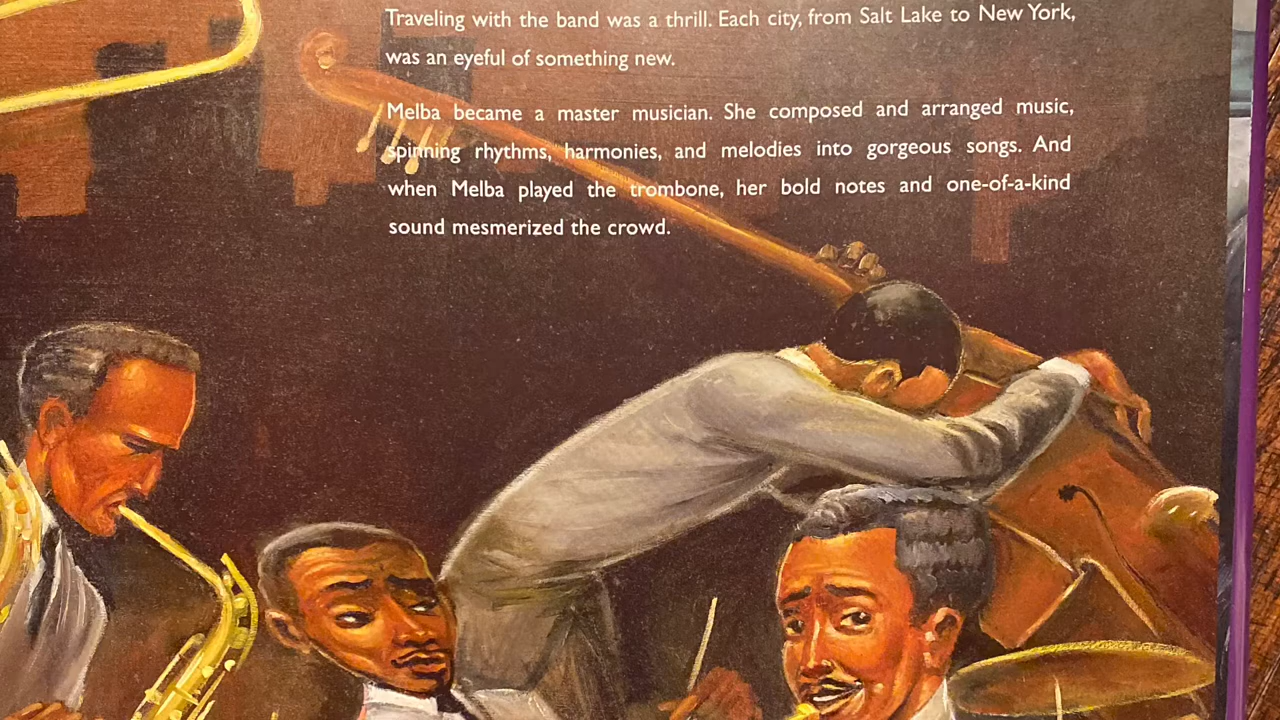 Traveling with the band was a thrill. Each city, from Salt Lake to New York,
was an eyeful of something new.
Melba became a master musician. She composed and arranged music,
spinning rhythms, harmonies, and melodies into gorgeous songs. And
when Melba played the trombone, her bold notes and one-of-a-kind
sound mesmerized the crowd.